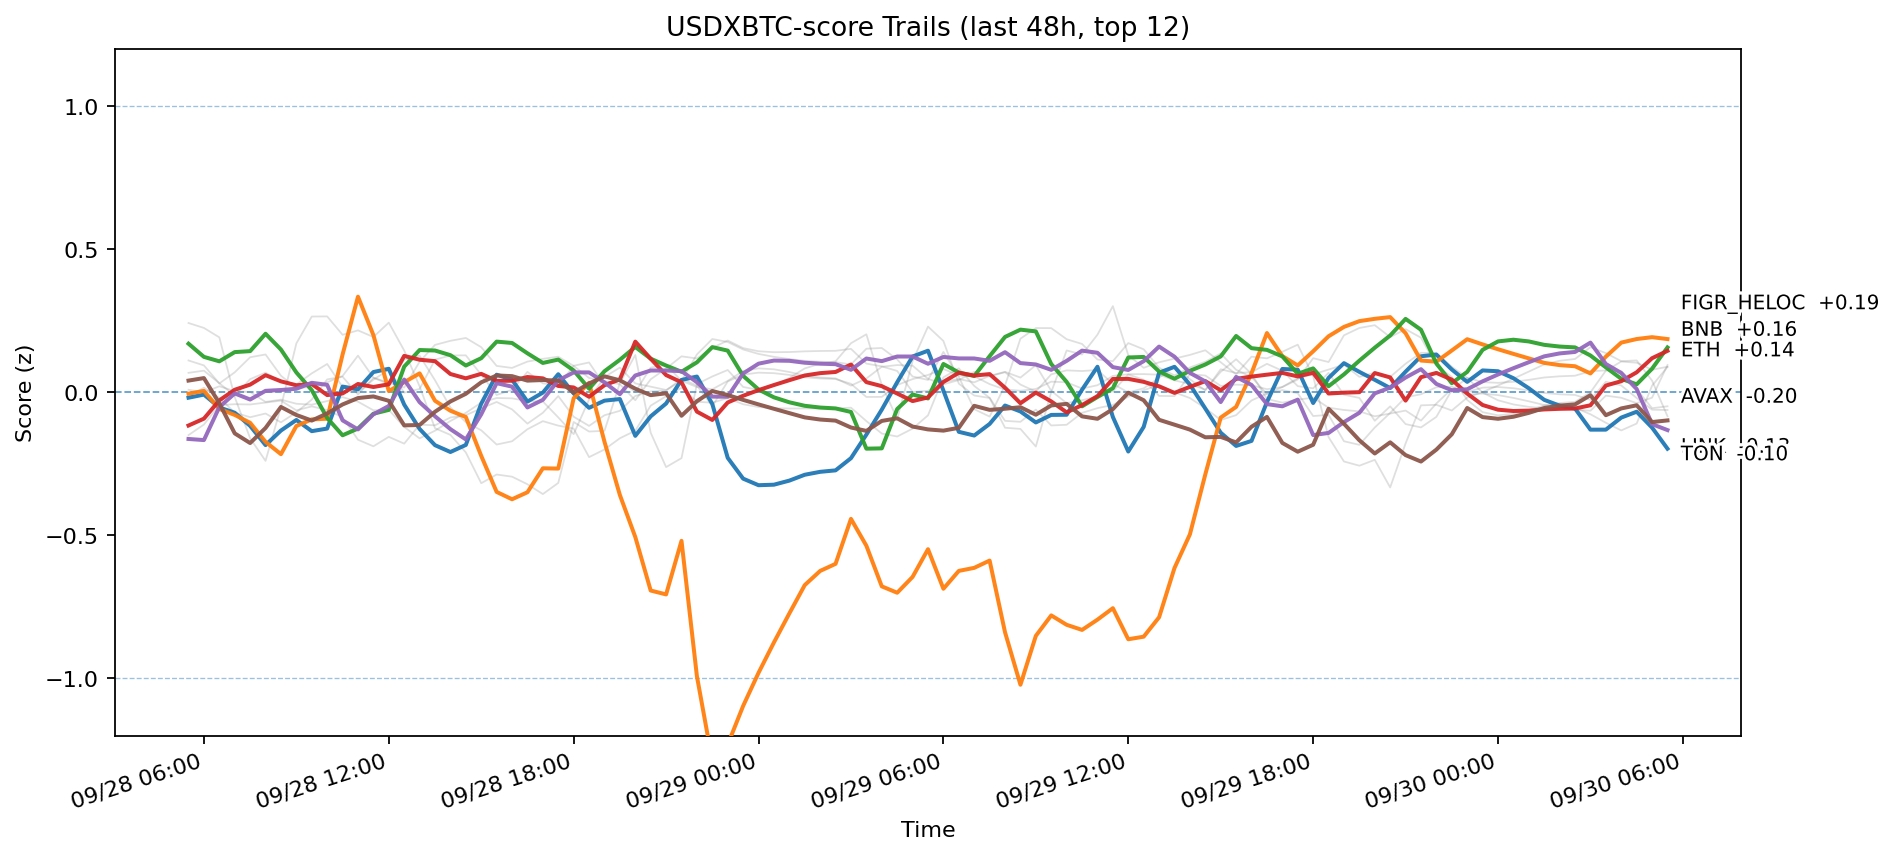 USDXBTC-score Trails (last 48h, top 12)
Score (z)
1.0
0.5
0.0
−0.5
−1.0
FIGR_HELOC +0.19
BNB +0.16
ETH +0.14
AVAX -0.20
TON -0.10
09/28 06:00
09/28 12:00
09/28 18:00
09/29 00:00
09/29 06:00
09/29 12:00
09/29 18:00
09/30 00:00
09/30 06:00
Time